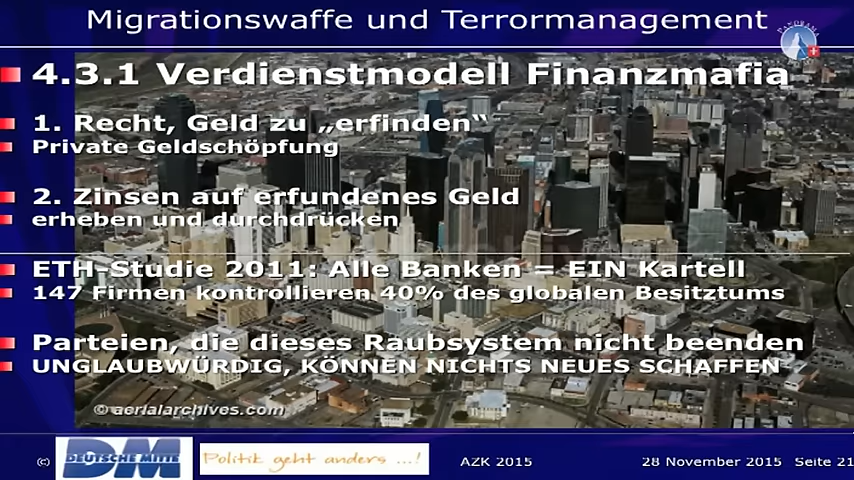 Migrationswaffe und Terrormanagement
PANORAMA
4.3.1 Verdienstmodell Finanzmafia
1. Recht, Geld zu „erfinden“
Private Geldschöpfung
2. Zinsen auf erfundenes Geld
erheben und durchdrücken
ETH-Studie 2011: Alle Banken = EIN Kartell
147 Firmen kontrollieren 40% des globalen Besitztums
Parteien, die dieses Raubsystem nicht beenden
UNGLAUBWÜRDIG, KÖNNEN NICHTS NEUES SCHAFFEN
© aerialarchives.com
(c) DM DEUTSCHE MITTE Politik geht anders ...! AZK 2015 28 November 2015 Seite 21